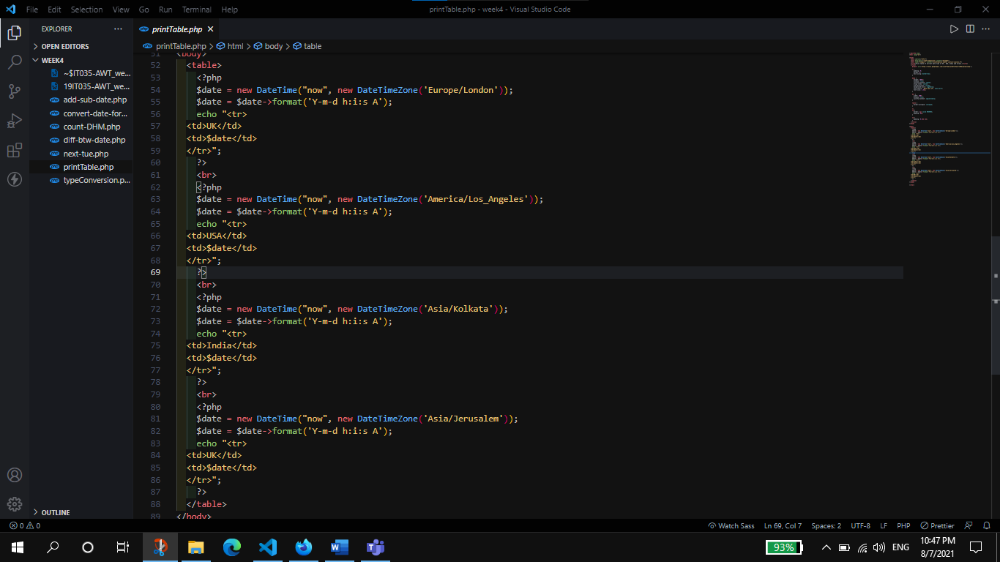 File Edit Selection View Go Run Terminal Help
printTable.php - week4 - Visual Studio Code
EXPLORER
printTable.php
OPEN EDITORS
printTable.php > html > body > table
WEEK4
~$IT035-AWT_we...
19IT035-AWT_we...
add-sub-date.php
convert-date-for...
count-DHM.php
diff-btw-date.php
next-tue.php
printTable.php
typeConversion.p...
OUTLINE
51 <body>
52 <table>
53 <?php
54 $date = new DateTime("now", new DateTimeZone('Europe/London'));
55 $date = $date->format('Y-m-d h:i:s A');
56 echo "<tr>
57 <td>UK</td>
58 <td>$date</td>
59 </tr>";
60 ?>
61 <br>
62 <?php
63 $date = new DateTime("now", new DateTimeZone('America/Los_Angeles'));
64 $date = $date->format('Y-m-d h:i:s A');
65 echo "<tr>
66 <td>USA</td>
67 <td>$date</td>
68 </tr>";
69 ?>
70 <br>
71 <?php
72 $date = new DateTime("now", new DateTimeZone('Asia/Kolkata'));
73 $date = $date->format('Y-m-d h:i:s A');
74 echo "<tr>
75 <td>India</td>
76 <td>$date</td>
77 </tr>";
78 ?>
79 <br>
80 <?php
81 $date = new DateTime("now", new DateTimeZone('Asia/Jerusalem'));
82 $date = $date->format('Y-m-d h:i:s A');
83 echo "<tr>
84 <td>UK</td>
85 <td>$date</td>
86 </tr>";
87 ?>
88 </table>
89 </body>
0 0 Watch Sass Ln 69, Col 7 Spaces: 2 UTF-8 LF PHP Prettier
93% ENG
10:47 PM
8/7/2021